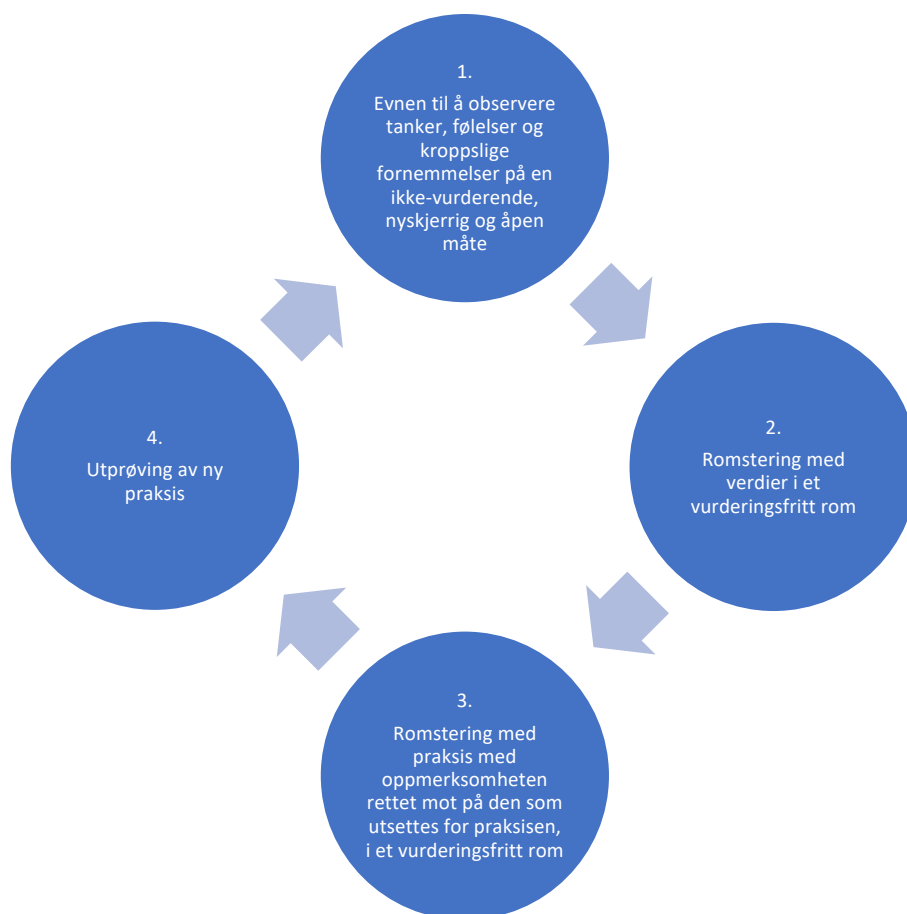 1.
Evnen til å observere
tanker, følelser og
kroppslige
fornemmelser på en
ikke-vurderende,
nyskjerrig og åpen
måte
2.
Romstering med
verdier i et
vurderingsfritt rom
3.
Romstering med
praksis med
oppmerksomheten
rettet mot på den som
utsettes for praksisen,
i et vurderingsfritt rom
4.
Utprøving av ny
praksis